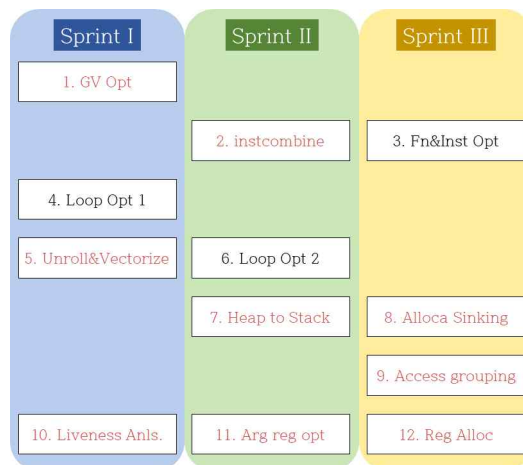 Sprint I
Sprint II
Sprint III
1. GV Opt
2. instcombine
3. Fn&Inst Opt
4. Loop Opt 1
5. Unroll&Vectorize
6. Loop Opt 2
7. Heap to Stack
8. Alloca Sinking
9. Access grouping
10. Liveness Anls.
11. Arg reg opt
12. Reg Alloc